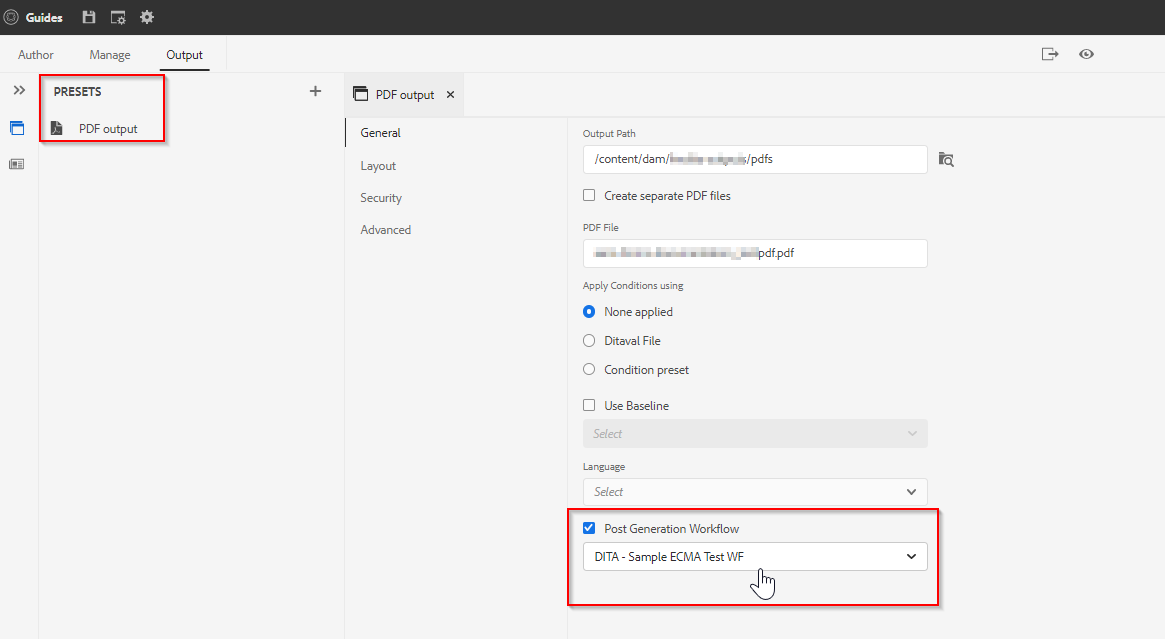 Guides
Author Manage Output
PRESETS
PDF output
PDF output
General
Layout
Security
Advanced
Output Path
/content/dam/ /pdfs
Create separate PDF files
PDF File
pdf.pdf
Apply Conditions using
None applied
Ditaval File
Condition preset
Use Baseline
Select
Language
Select
Post Generation Workflow
DITA - Sample ECMA Test WF